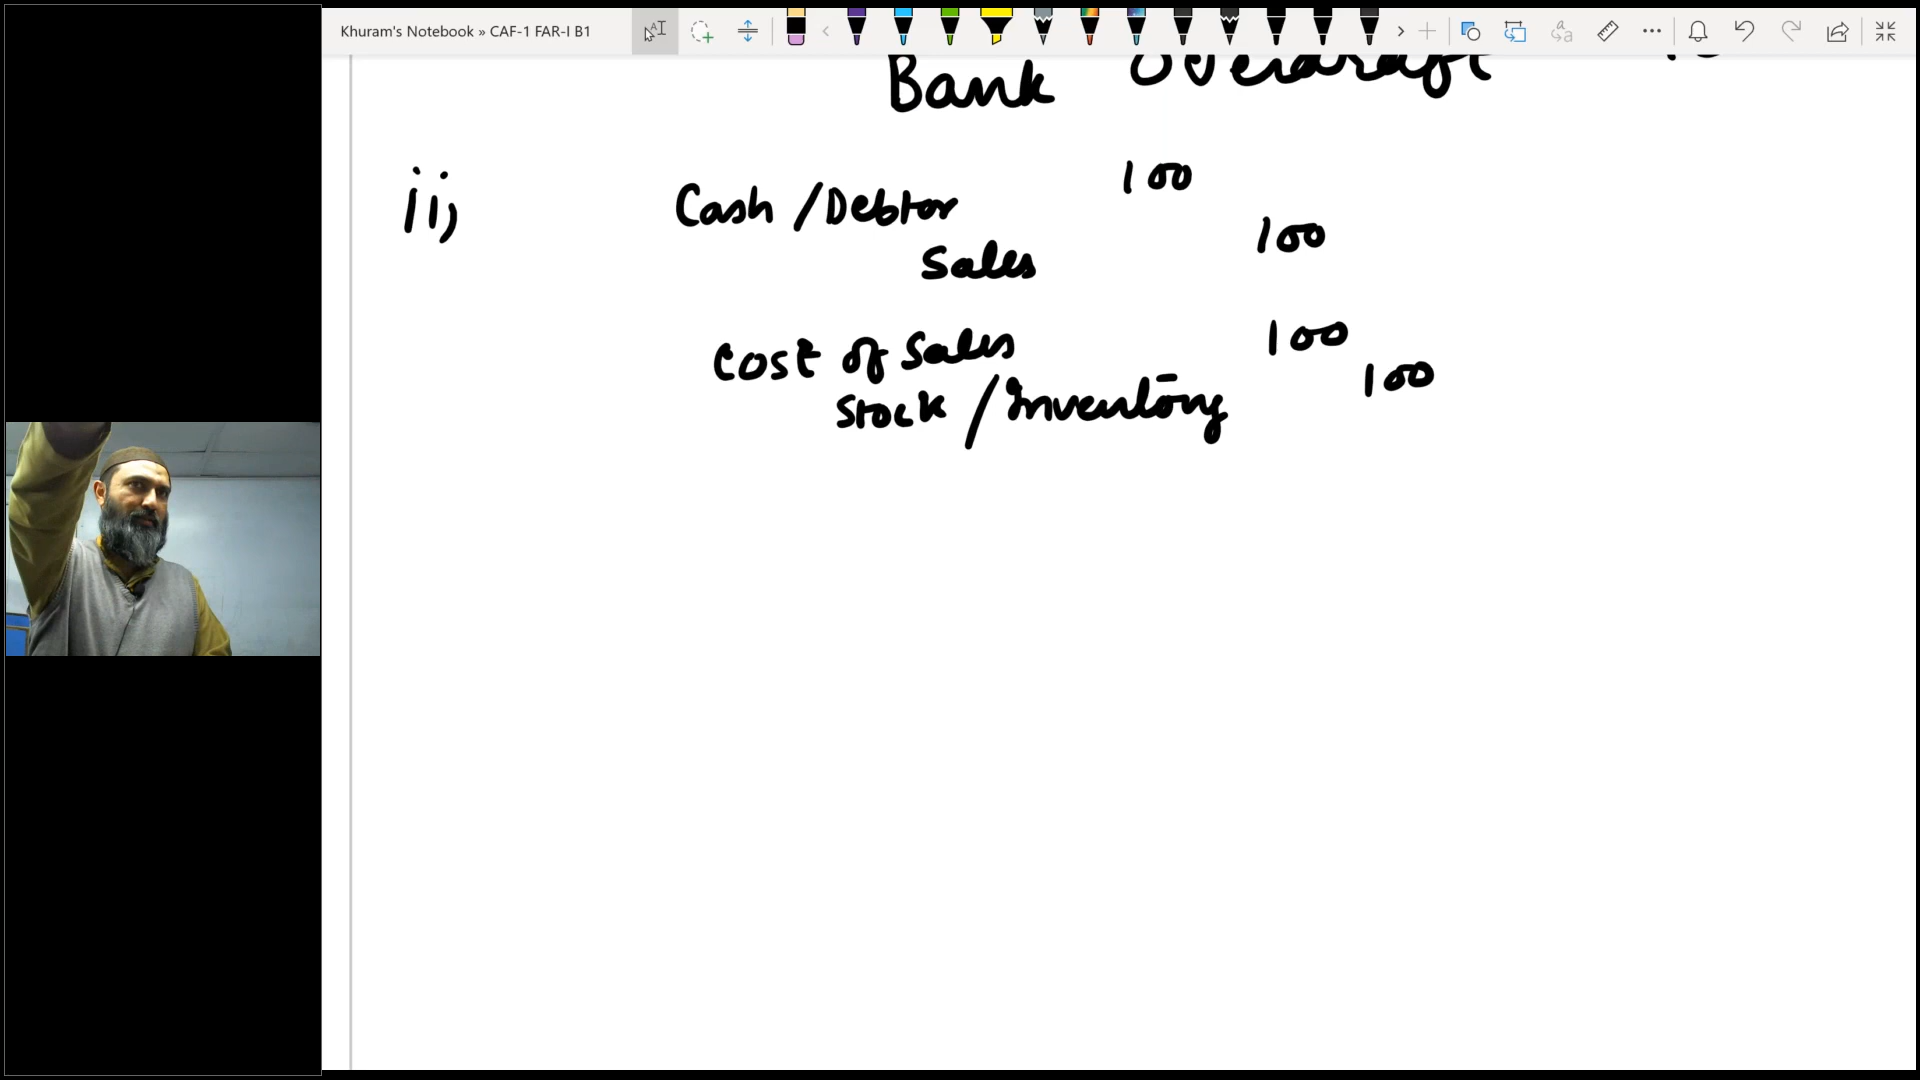 Khuram's Notebook » CAF-1 FAR-I B1
Bank Overdraft
ii,
Cash/Debtor 100
Sales 100
Cost of Sales 100
Stock/Inventory 100